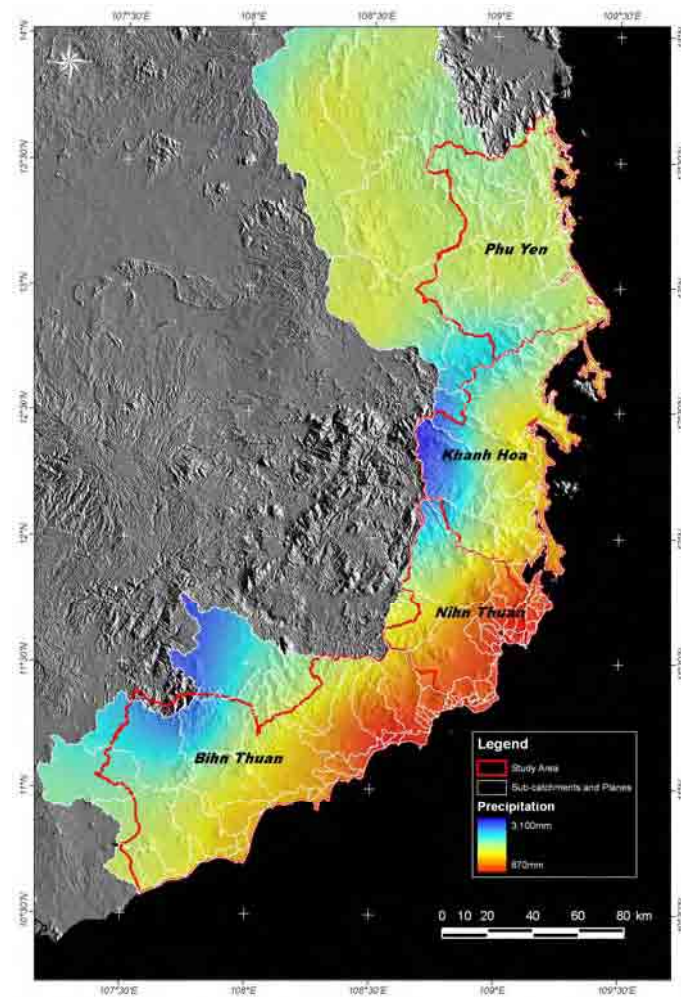 107°30'E 108°E 108°30'E 109°E 109°30'E
14°N
13°30'N
13°N
12°30'N
12°N
11°30'N
11°N
10°30'N
Phu Yen
Khanh Hoa
Nihn Thuan
Bihn Thuan
Legend
Study Area
Sub-catchments and Planes
Precipitation
3,100mm
670mm
0 10 20 40 60 80 km
107°30'E 108°E 108°30'E 109°E 109°30'E